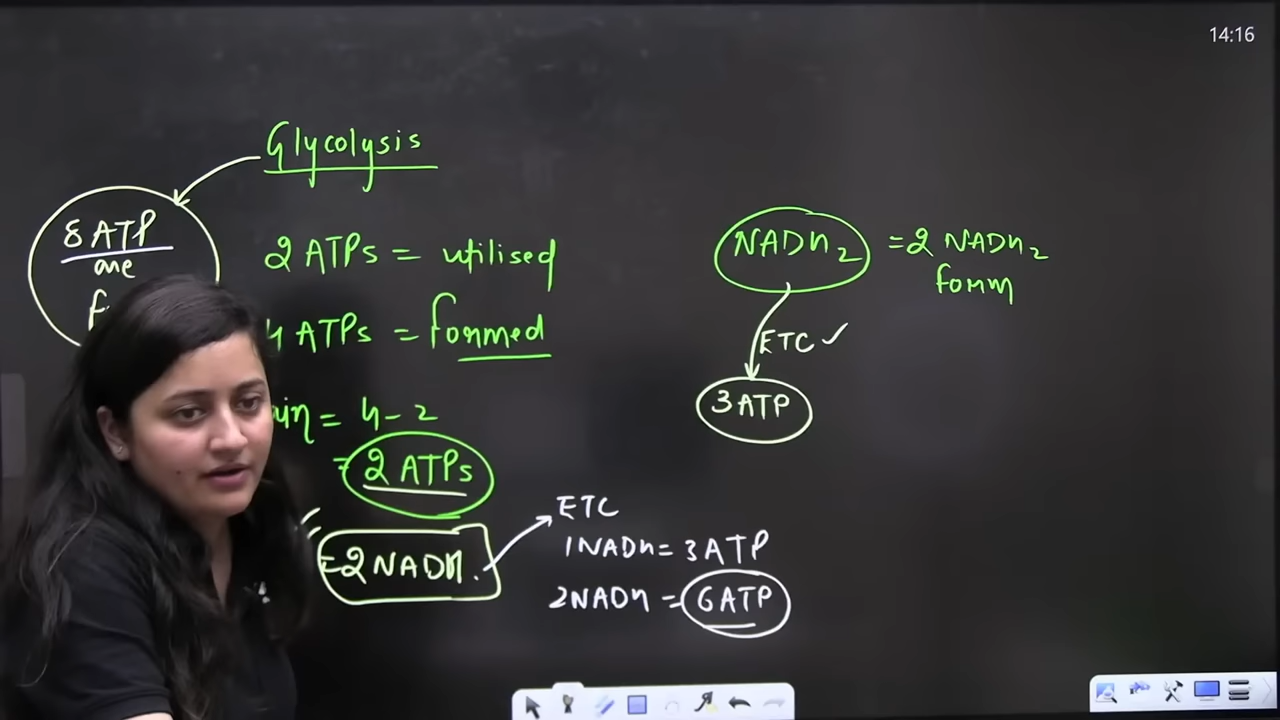 14:16
Glycolysis
8 ATP
are
2 ATPs = utilised
4 ATPs = formed
= 4 - 2
= 2 ATPs
= 2 NADH.
ETC
1 NADH = 3 ATP
2 NADH = 6 ATP
NADH2 = 2 NADH2
form
ETC ✓
3 ATP